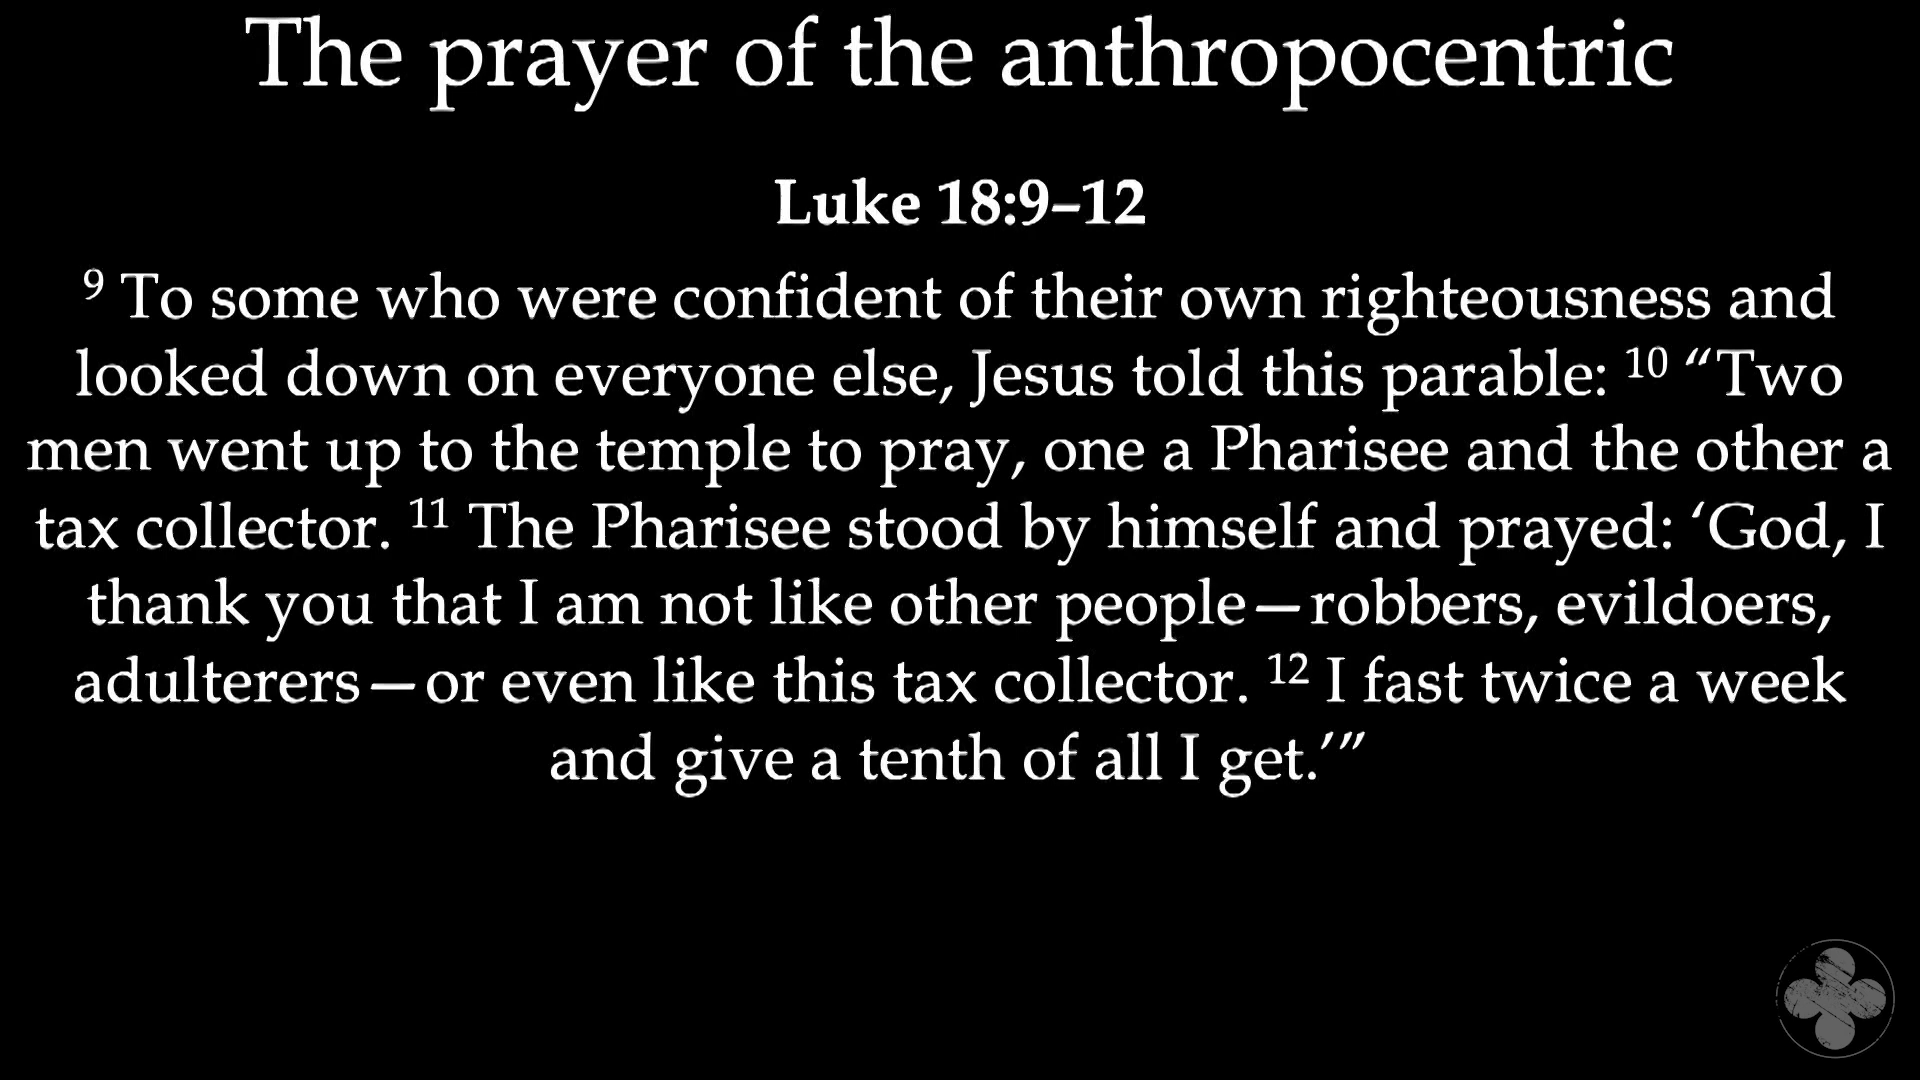 The prayer of the anthropocentric
Luke 18:9–12
⁹ To some who were confident of their own righteousness and
looked down on everyone else, Jesus told this parable: ¹⁰ “Two
men went up to the temple to pray, one a Pharisee and the other a
tax collector. ¹¹ The Pharisee stood by himself and prayed: ‘God, I
thank you that I am not like other people—robbers, evildoers,
adulterers—or even like this tax collector. ¹² I fast twice a week
and give a tenth of all I get.’”